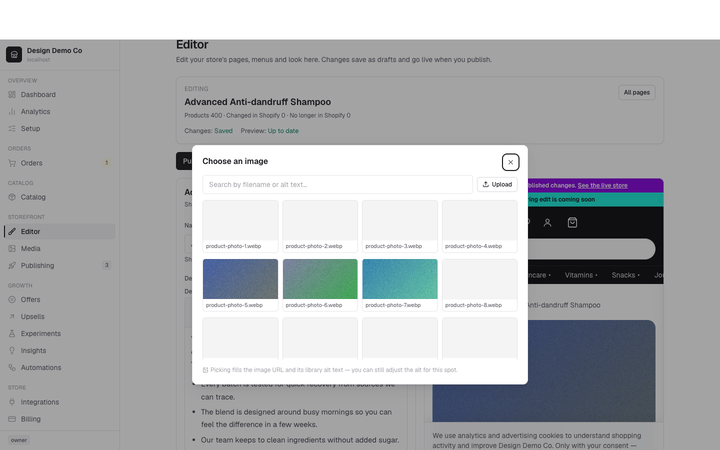 Design Demo Co
localhost
OVERVIEW
Dashboard
Analytics
Setup
ORDERS
Orders
1
CATALOG
Catalog
STOREFRONT
Editor
Media
Publishing
3
GROWTH
Offers
Upsells
Experiments
Insights
Automations
STORE
Integrations
Billing
owner
Editor
Edit your store's pages, menus and look here. Changes save as drafts and go live when you publish.
EDITING
Advanced Anti-dandruff Shampoo
Products 400 · Changed in Shopify 0 · No longer in Shopify 0
Changes: Saved Preview: Up to date
All pages
Choose an image
Search by filename or alt text...
Upload
product-photo-1.webp
product-photo-2.webp
product-photo-3.webp
product-photo-4.webp
product-photo-5.webp
product-photo-6.webp
product-photo-7.webp
product-photo-8.webp
Picking fills the image URL and its library alt text — you can still adjust the alt for this spot.
changes. See the live store
edit is coming soon
Vitamins
Snacks
Anti-dandruff Shampoo
Every batch is tested for quick recovery from sources we
can trace.
The blend is designed around busy mornings so you can
feel the difference in a few weeks.
Our team keeps to clean ingredients without added sugar.
We use analytics and advertising cookies to understand shopping
activity and improve Design Demo Co. Only with your consent —